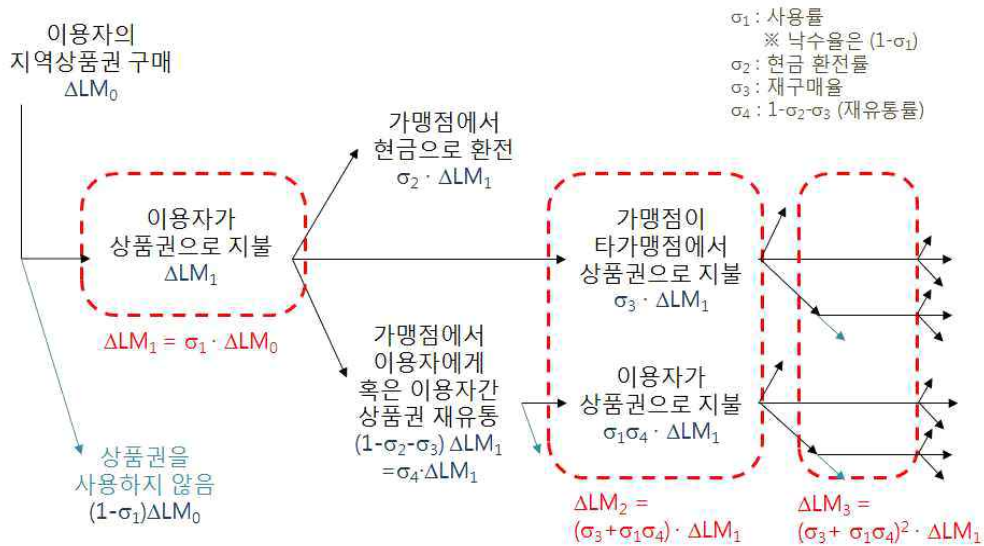 이용자의
지역상품권 구매
ΔLM₀
σ₁ : 사용률
※ 낙수율은 (1-σ₁)
σ₂ : 현금 환전률
σ₃ : 재구매율
σ₄ : 1-σ₂-σ₃ (재유통률)
가맹점에서
현금으로 환전
σ₂ · ΔLM₁
이용자가
상품권으로 지불
ΔLM₁
ΔLM₁ = σ₁ · ΔLM₀
가맹점이
타가맹점에서
상품권으로 지불
σ₃ · ΔLM₁
가맹점에서
이용자에게
혹은 이용자간
상품권 재유통
(1-σ₂-σ₃) ΔLM₁
=σ₄·ΔLM₁
이용자가
상품권으로 지불
σ₁σ₄ · ΔLM₁
상품권을
사용하지 않음
(1-σ₁)ΔLM₀
ΔLM₂ =
(σ₃+σ₁σ₄) · ΔLM₁
ΔLM₃ =
(σ₃+ σ₁σ₄)² · ΔLM₁